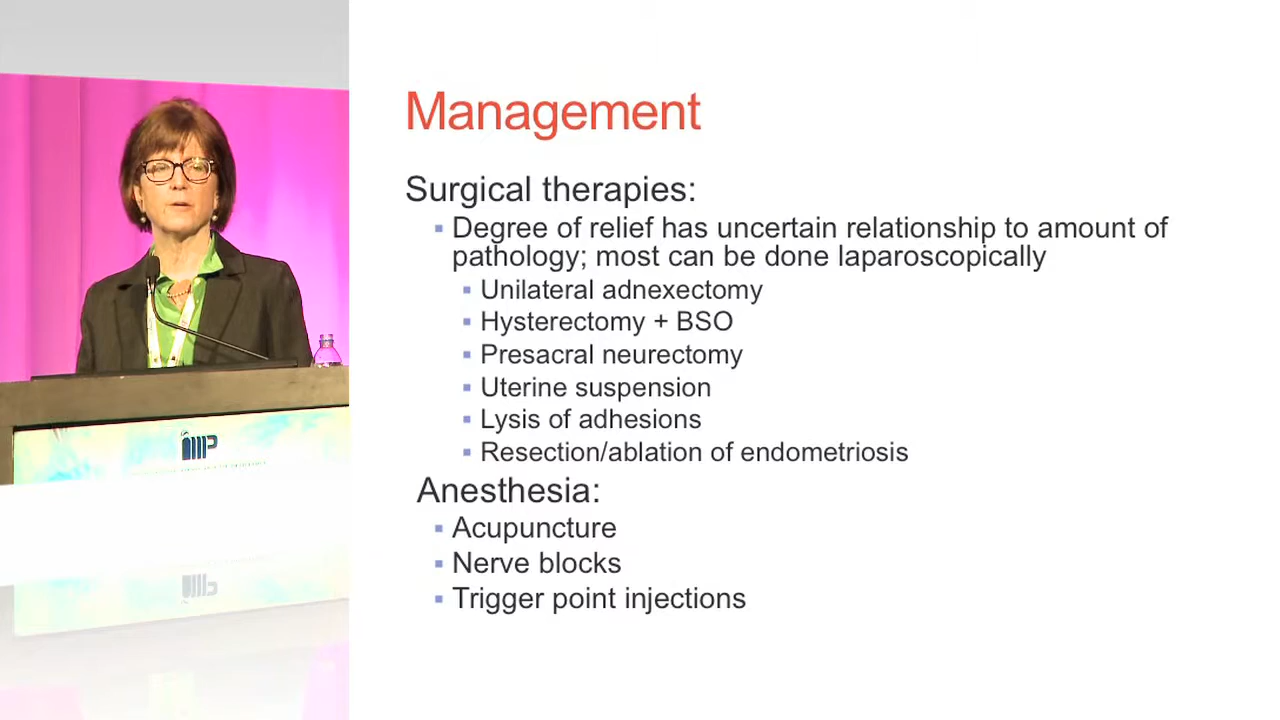 Management
Surgical therapies:
▪ Degree of relief has uncertain relationship to amount of
pathology; most can be done laparoscopically
▪ Unilateral adnexectomy
▪ Hysterectomy + BSO
▪ Presacral neurectomy
▪ Uterine suspension
▪ Lysis of adhesions
▪ Resection/ablation of endometriosis
Anesthesia:
▪ Acupuncture
▪ Nerve blocks
▪ Trigger point injections